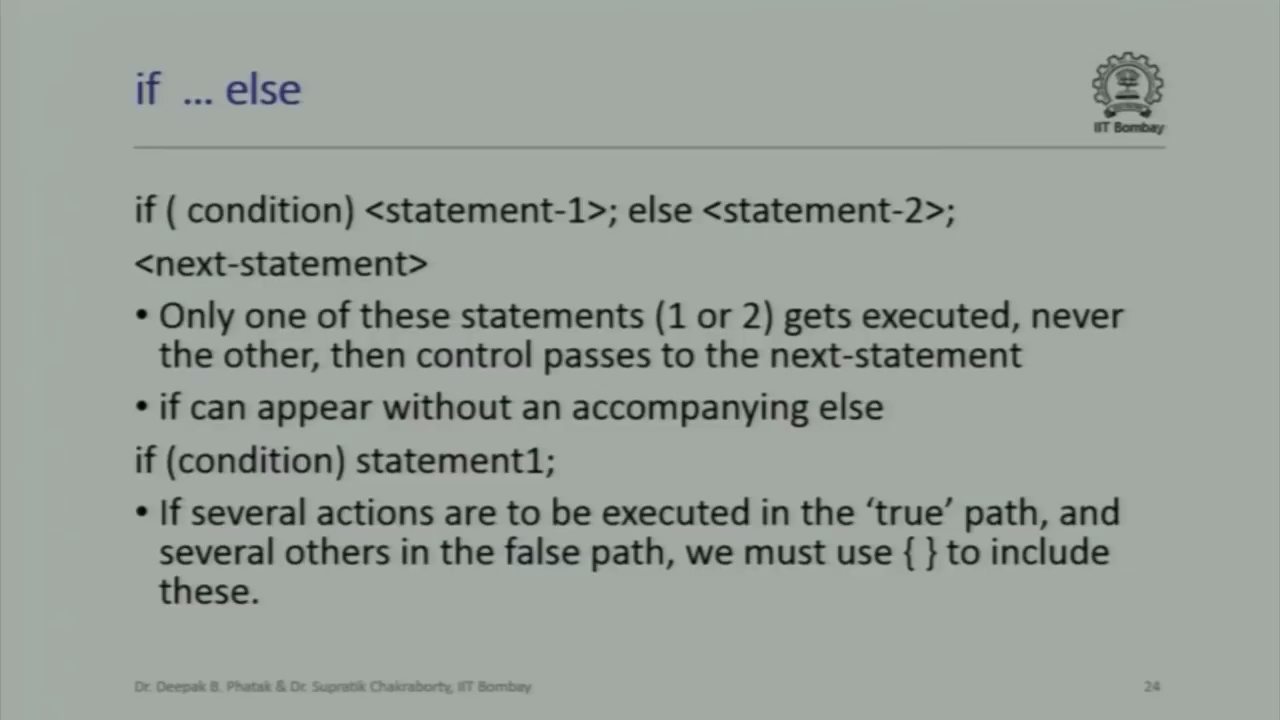 if ... else
IIT Bombay
if ( condition) <statement-1>; else <statement-2>;
<next-statement>
• Only one of these statements (1 or 2) gets executed, never
the other, then control passes to the next-statement
• if can appear without an accompanying else
if (condition) statement1;
• If several actions are to be executed in the ‘true’ path, and
several others in the false path, we must use { } to include
these.
Dr. Deepak B. Phatak & Dr. Supratik Chakraborty, IIT Bombay
24